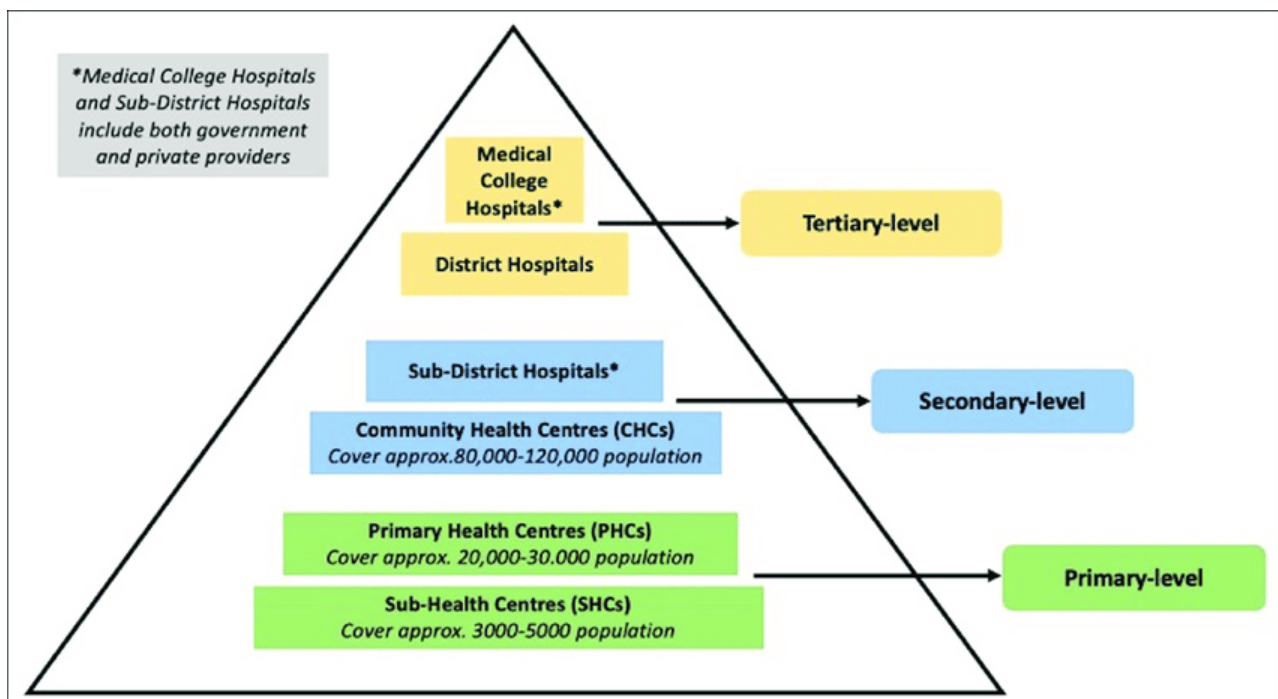 *Medical College Hospitals
and Sub-District Hospitals
include both government
and private providers
Medical
College
Hospitals*
District Hospitals
Tertiary-level
Sub-District Hospitals*
Community Health Centres (CHCs)
Cover approx.80,000-120,000 population
Secondary-level
Primary Health Centres (PHCs)
Cover approx. 20,000-30.000 population
Sub-Health Centres (SHCs)
Cover approx. 3000-5000 population
Primary-level